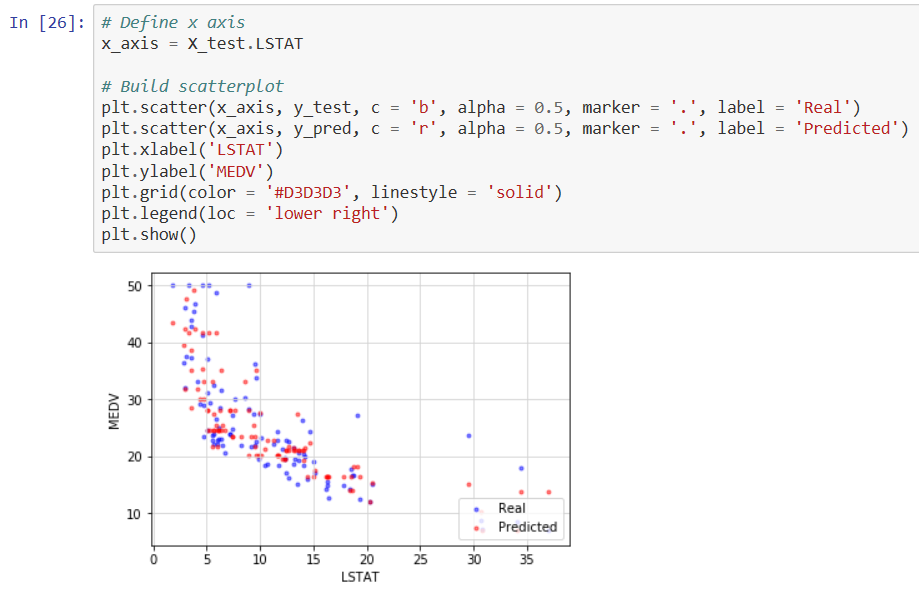 In [26]:
# Define x axis
x_axis = X_test.LSTAT
# Build scatterplot
plt.scatter(x_axis, y_test, c = 'b', alpha = 0.5, marker = '.', label = 'Real')
plt.scatter(x_axis, y_pred, c = 'r', alpha = 0.5, marker = '.', label = 'Predicted')
plt.xlabel('LSTAT')
plt.ylabel('MEDV')
plt.grid(color = '#D3D3D3', linestyle = 'solid')
plt.legend(loc = 'lower right')
plt.show()
50
40
30
20
10
MEDV
Real
Predicted
0 5 10 15 20 25 30 35
LSTAT